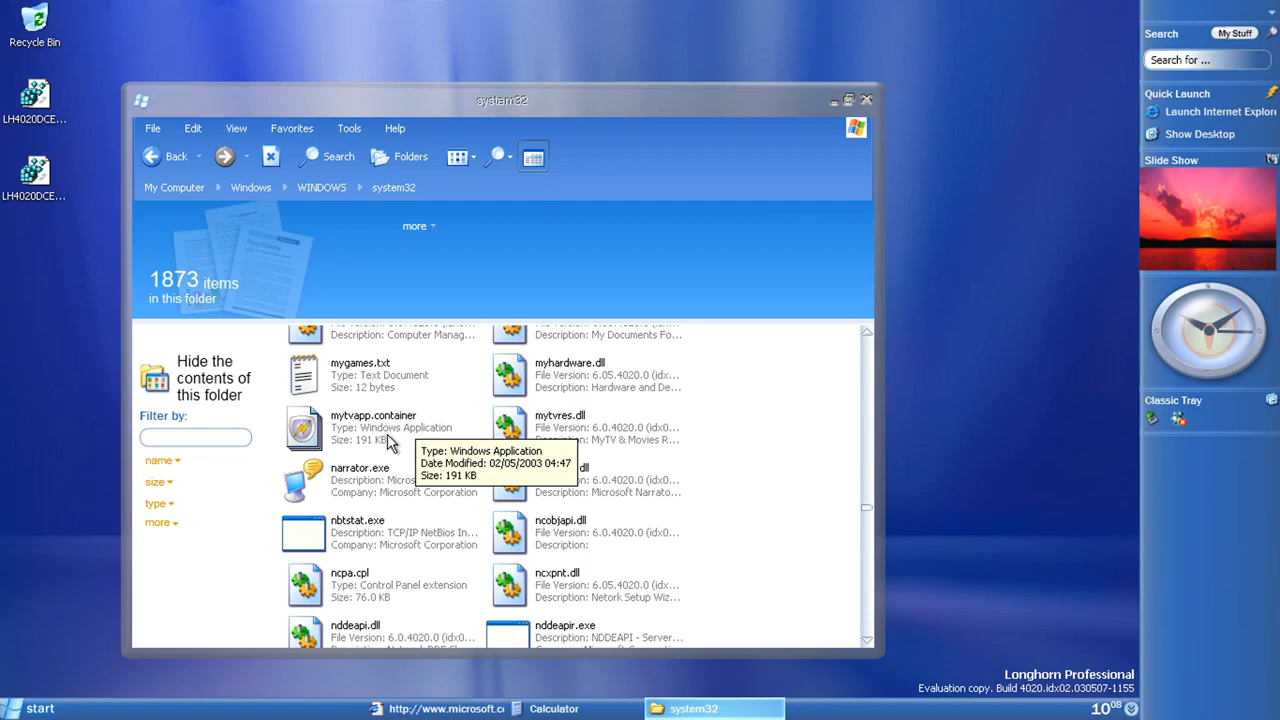 Recycle Bin
LH4020DCE...
LH4020DCE...
system32
File Edit View Favorites Tools Help
Back Search Folders
My Computer Windows WINDOWS system32
more
1873 items
in this folder
Hide the
contents of
this folder
Filter by:
name
size
type
more
Description: Computer Manag...
Description: My Documents Fo...
mygames.txt
Type: Text Document
Size: 12 bytes
myhardware.dll
File Version: 6.05.4020.0 (idx0...
Description: Hardware and De...
mytvapp.container
Type: Windows Application
Size: 191 KB
mytvres.dll
File Version: 6.0.4020.0 (idx0...
Description: MyTV & Movies R...
Type: Windows Application
Date Modified: 02/05/2003 04:47
Size: 191 KB
narrator.exe
Description: Micros
Company: Microsoft Corporation
dll
6.0.4020.0 (idx0...
Description: Microsoft Narrato...
nbtstat.exe
Description: TCP/IP NetBios In...
Company: Microsoft Corporation
ncobjapi.dll
File Version: 6.0.4020.0 (idx0...
Description:
ncpa.cpl
Type: Control Panel extension
Size: 76.0 KB
ncxpnt.dll
File Version: 6.05.4020.0 (idx0...
Description: Netork Setup Wiz...
nddeapi.dll
File Version: 6.0.4020.0 (idx0...
nddeapir.exe
Description: NDDEAPI - Server...
Search My Stuff
Search for ...
Quick Launch
Launch Internet Explor
Show Desktop
Slide Show
Classic Tray
Longhorn Professional
Evaluation copy. Build 4020.idx02.030507-1155
start
http://www.microsoft.c
Calculator
system32
10 08